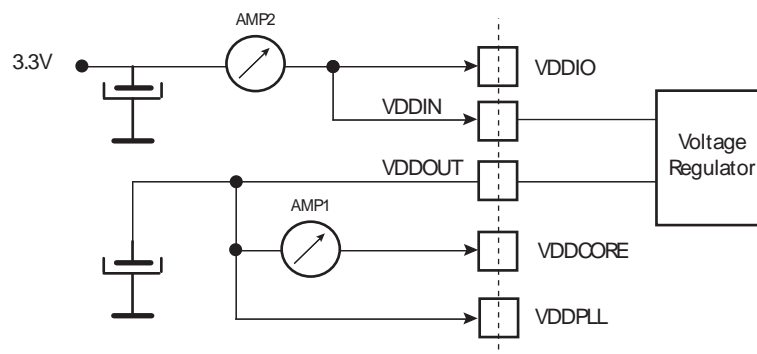 AMP2
3.3V
VDDIO
VDDIN
Voltage
Regulator
VDDOUT
AMP1
VDDCORE
VDDPLL